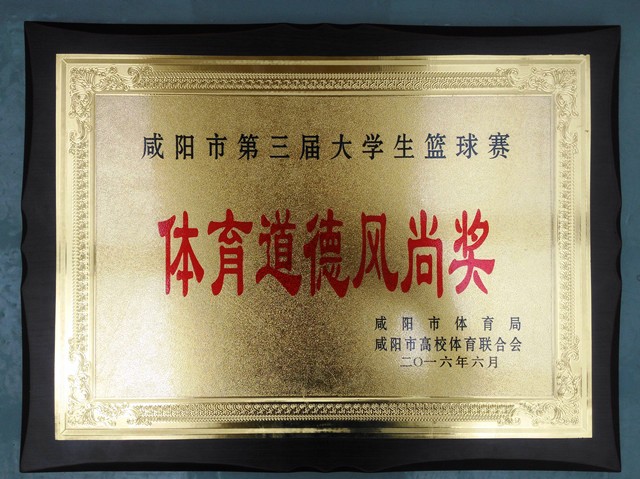 咸阳市第三届大学生篮球赛
体育道德风尚奖
咸阳市体育局
咸阳市高校体育联合会
二〇一六年六月